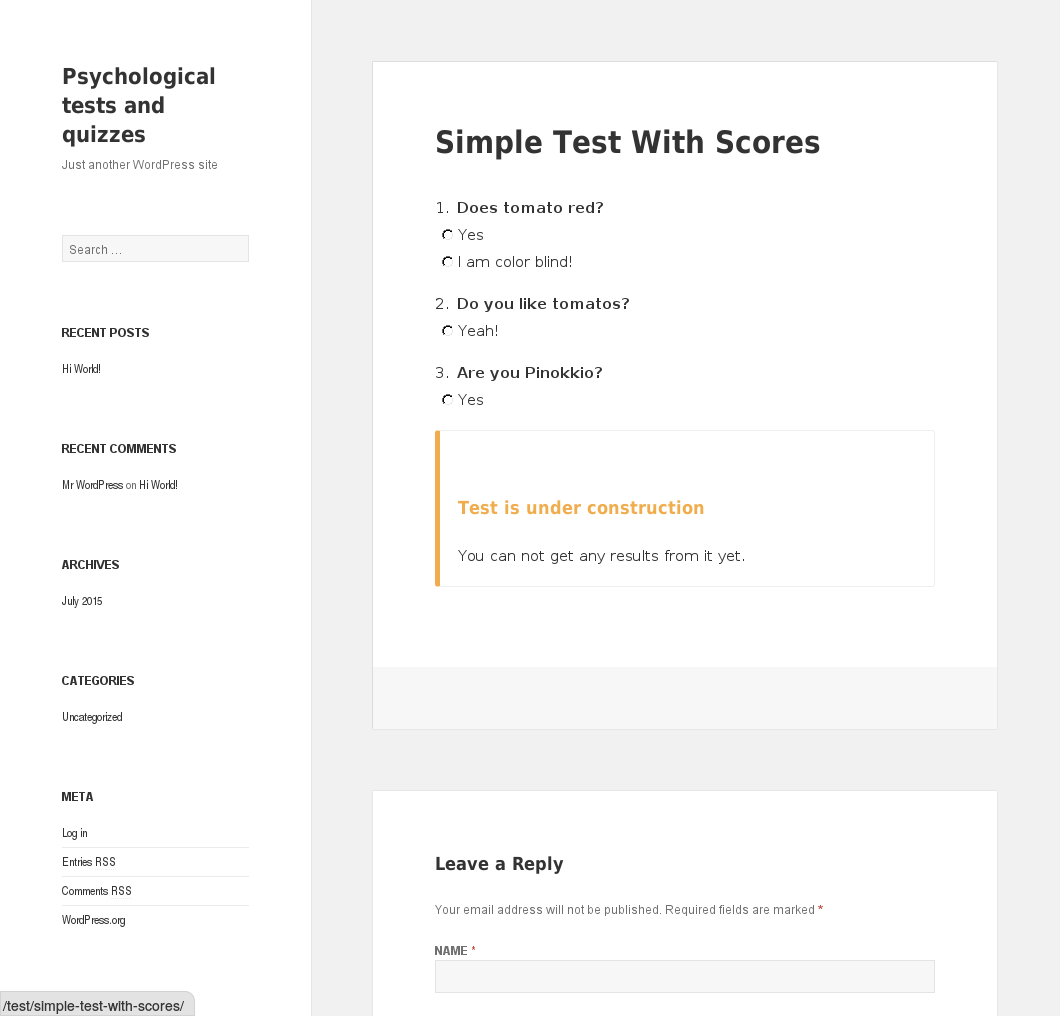 Psychological
tests and
quizzes
Just another WordPress site
Search ...
RECENT POSTS
Hi World!
RECENT COMMENTS
Mr WordPress on Hi World!
ARCHIVES
July 2015
CATEGORIES
Uncategorized
META
Log in
Entries RSS
Comments RSS
WordPress.org
Simple Test With Scores
1. Does tomato red?
Yes
I am color blind!
2. Do you like tomatos?
Yeah!
3. Are you Pinokkio?
Yes
Test is under construction
You can not get any results from it yet.
Leave a Reply
Your email address will not be published. Required fields are marked *
NAME *
/test/simple-test-with-scores/